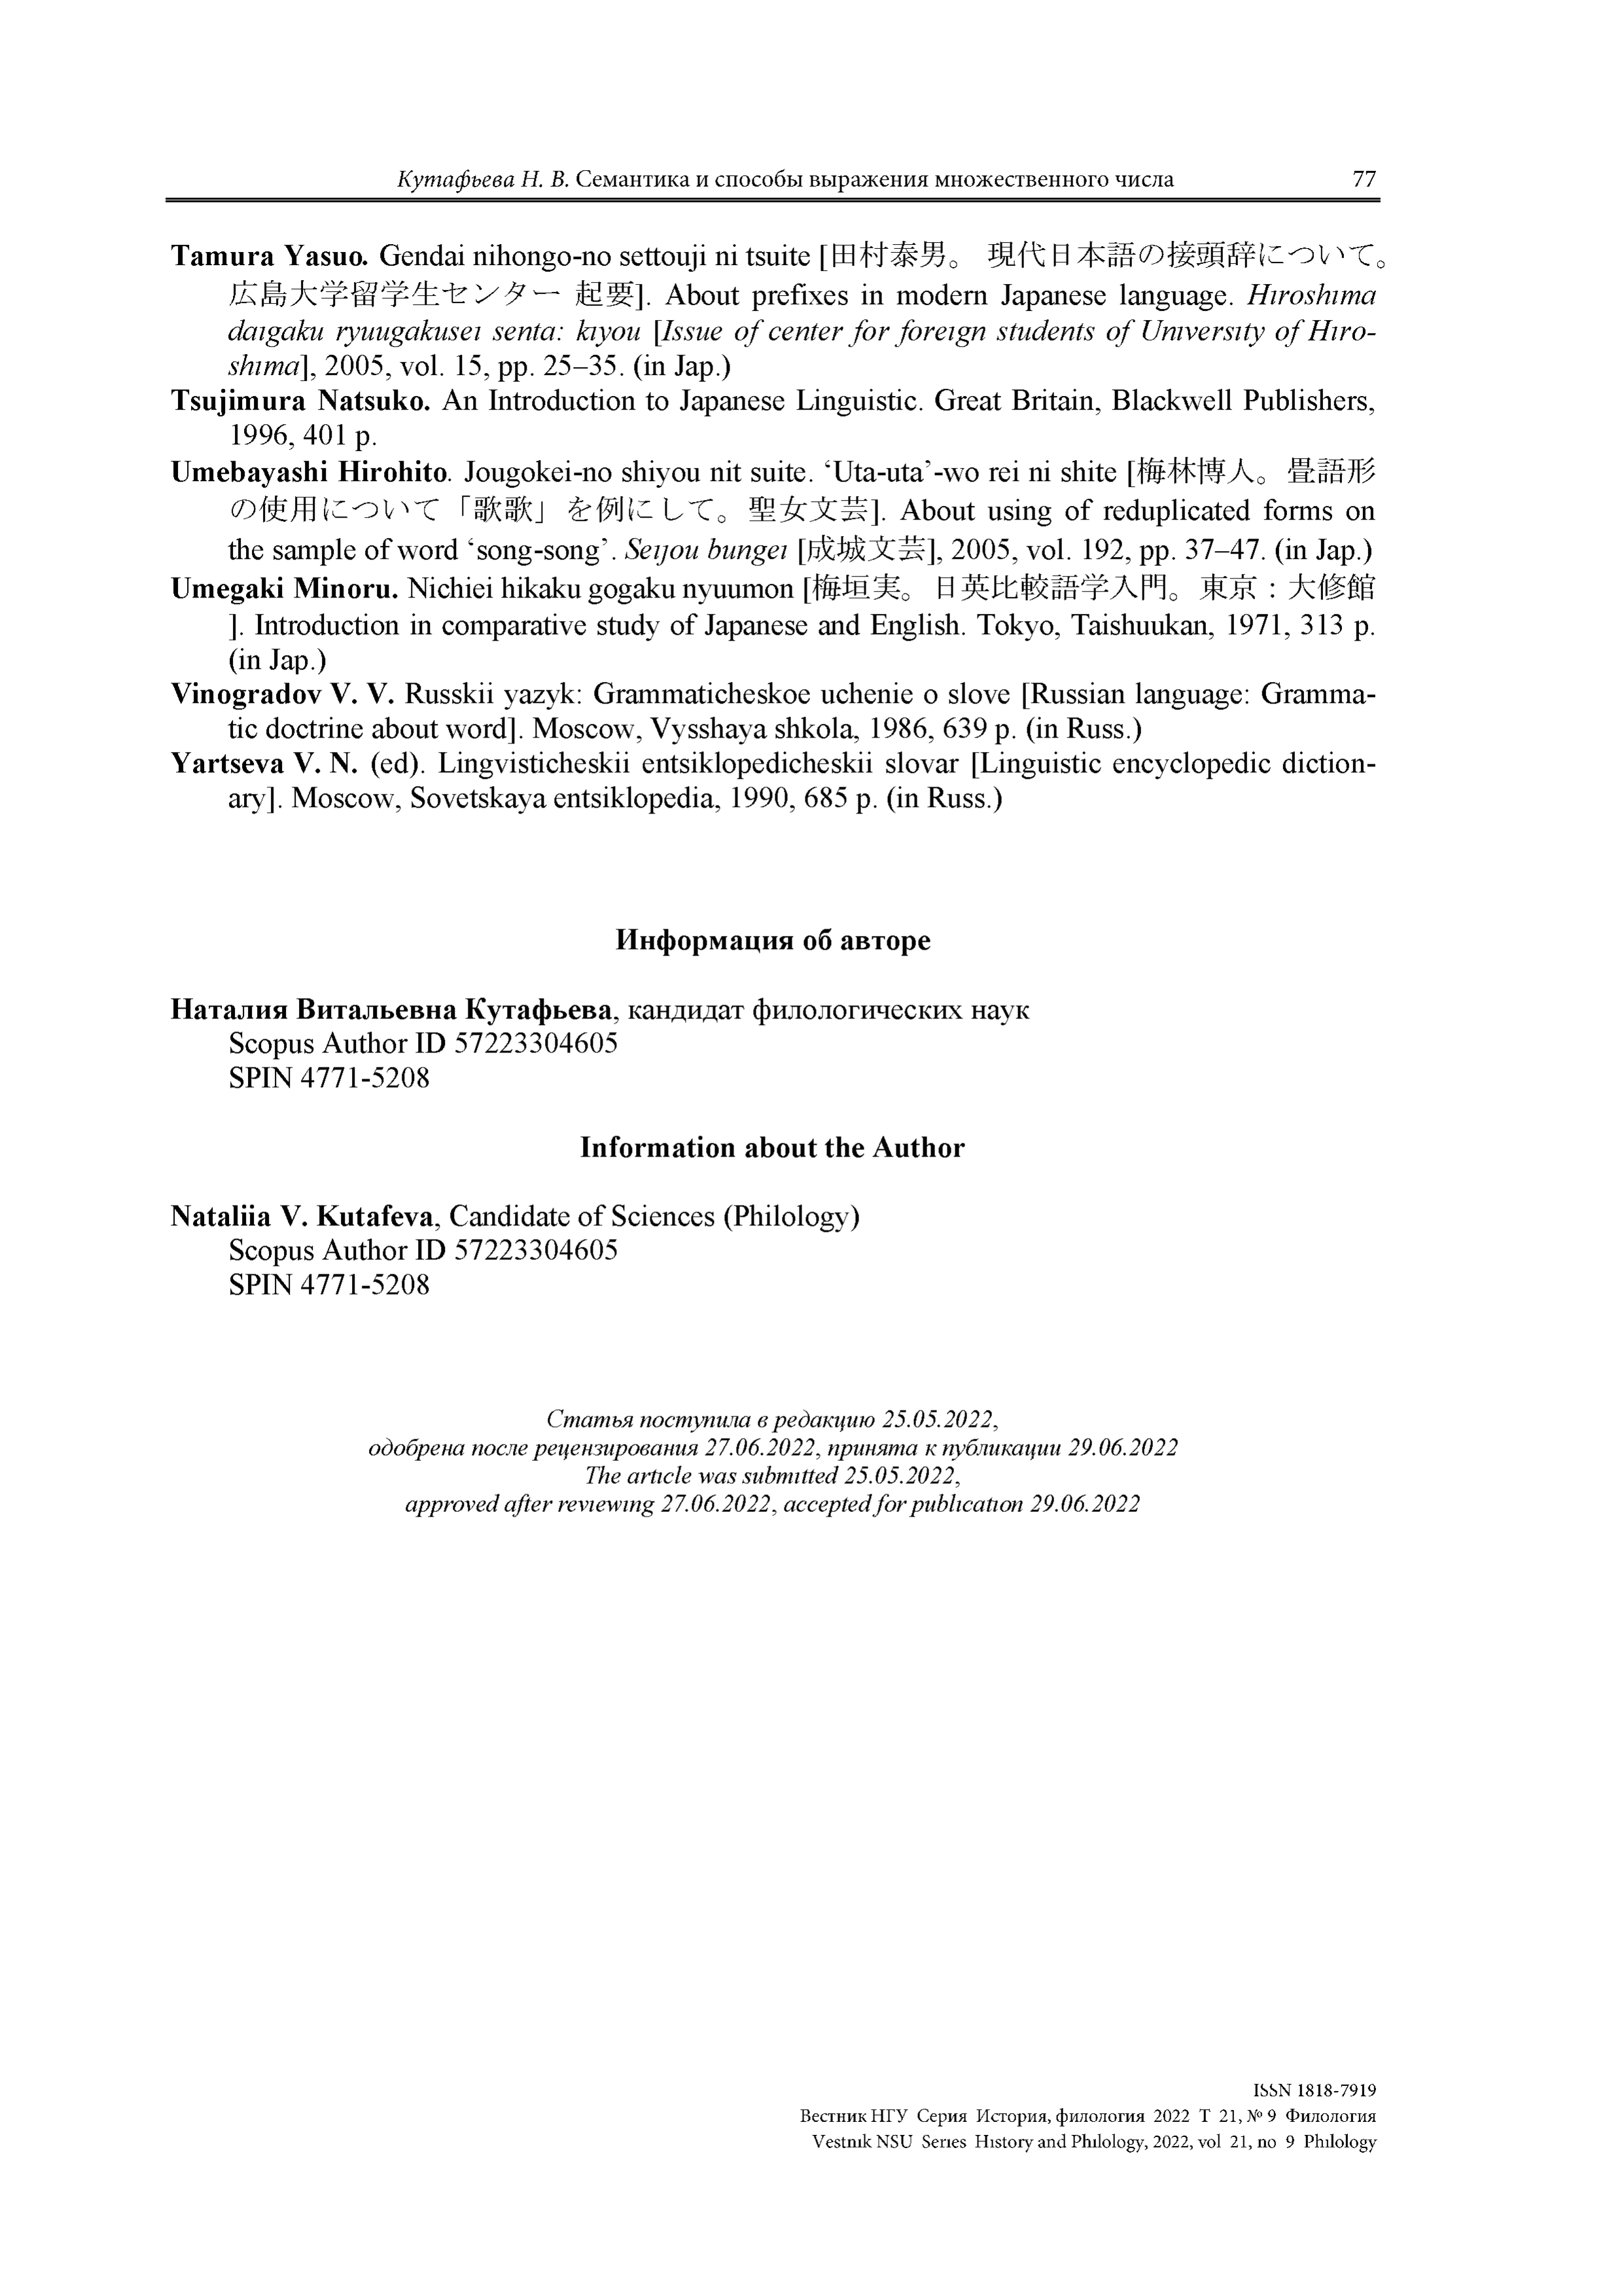 Кутафьева Н. В. Семантика и способы выражения множественного числа 77
Tamura Yasuo. Gendai nihongo-no settouji ni tsuite [田村泰男。 現代日本語の接頭辞について。
広島大学留学生センター 起要]. About prefixes in modern Japanese language. Hiroshima
daigaku ryuugakusei senta: kiyou [Issue of center for foreign students of University of Hiro-
shima], 2005, vol. 15, pp. 25–35. (in Jap.)
Tsujimura Natsuko. An Introduction to Japanese Linguistic. Great Britain, Blackwell Publishers,
1996, 401 p.
Umebayashi Hirohito. Jougokei-no shiyou nit suite. ‘Uta-uta’-wo rei ni shite [梅林博人。 畳語形
の使用について「歌歌」を例にして。聖女文芸]. About using of reduplicated forms on
the sample of word ‘song-song’. Seijou bungei [成城文芸], 2005, vol. 192, pp. 37–47. (in Jap.)
Umegaki Minoru. Nichiei hikaku gogaku nyuumon [梅垣実。 日英比較語学入門。東京：大修館
]. Introduction in comparative study of Japanese and English. Tokyo, Taishuukan, 1971, 313 p.
(in Jap.)
Vinogradov V. V. Russkii yazyk: Grammaticheskoe uchenie o slove [Russian language: Gramma-
tic doctrine about word]. Moscow, Vysshaya shkola, 1986, 639 p. (in Russ.)
Yartseva V. N. (ed). Lingvisticheskii entsiklopedicheskii slovar [Linguistic encyclopedic diction-
ary]. Moscow, Sovetskaya entsiklopedia, 1990, 685 p. (in Russ.)
Информация об авторе
Наталия Витальевна Кутафьева, кандидат филологических наук
Scopus Author ID 57223304605
SPIN 4771-5208
Information about the Author
Nataliia V. Kutafeva, Candidate of Sciences (Philology)
Scopus Author ID 57223304605
SPIN 4771-5208
Статья поступила в редакцию 25.05.2022,
одобрена после рецензирования 27.06.2022, принята к публикации 29.06.2022
The article was submitted 25.05.2022,
approved after reviewing 27.06.2022, accepted for publication 29.06.2022
ISSN 1818-7919
Вестник НГУ Серия История, филология 2022 Т 21, № 9 Филология
Vestnik NSU Series History and Philology, 2022, vol 21, no 9 Philology